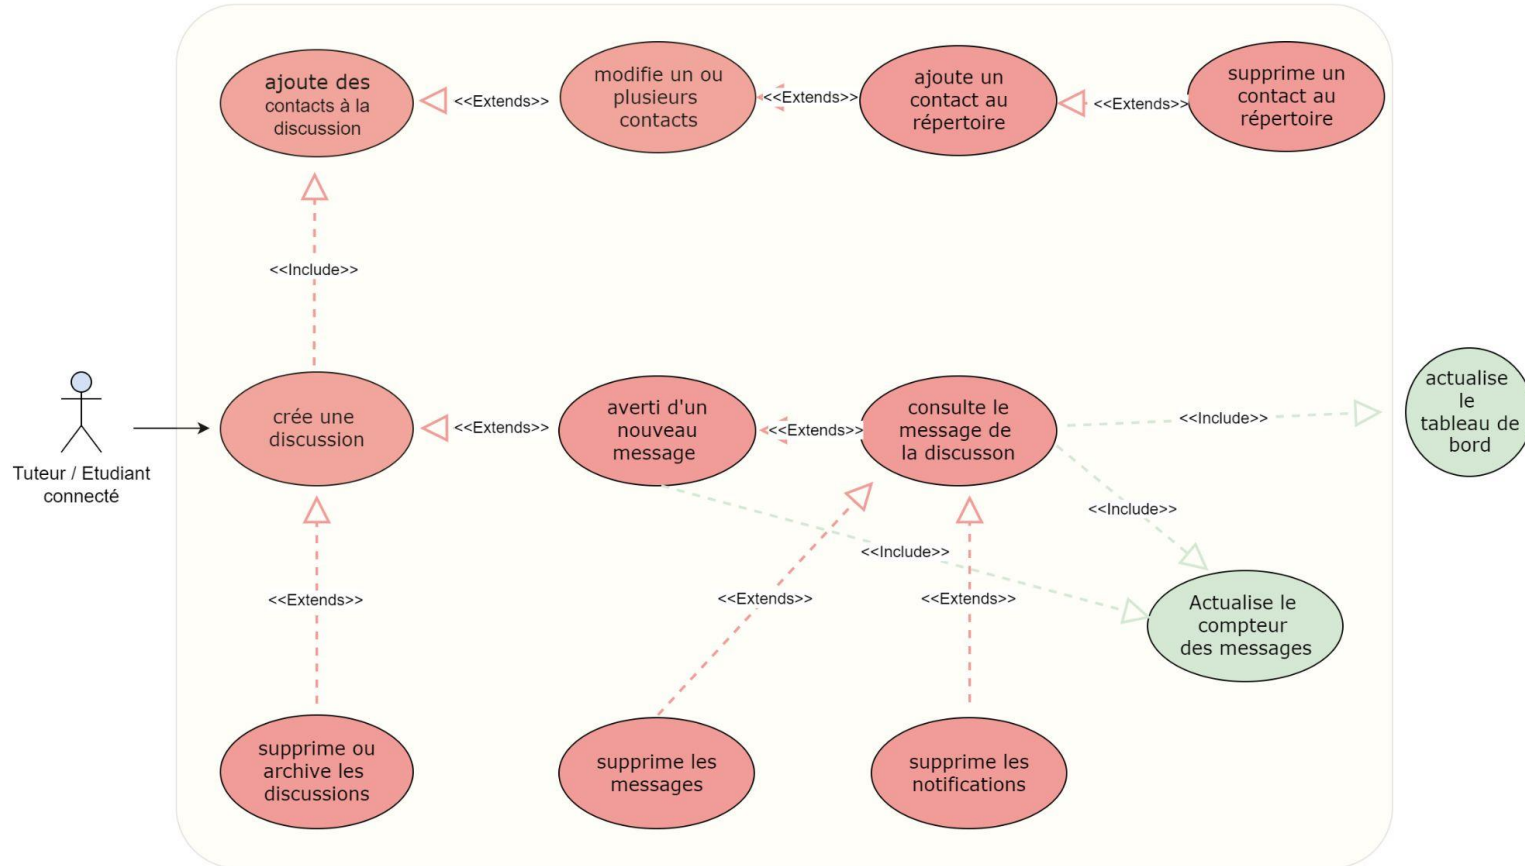 ajoute des
contacts à la
discussion
<<Extends>>
modifie un ou
plusieurs
contacts
<<Extends>>
ajoute un
contact au
répertoire
<<Extends>>
supprime un
contact au
répertoire
<<Include>>
Tuteur / Etudiant
connecté
crée une
discussion
<<Extends>>
averti d'un
nouveau
message
<<Extends>>
consulte le
message de
la discusson
<<Include>>
actualise
le
tableau de
bord
<<Include>>
<<Include>>
<<Extends>>
<<Extends>>
<<Extends>>
Actualise le
compteur
des messages
supprime ou
archive les
discussions
supprime les
messages
supprime les
notifications